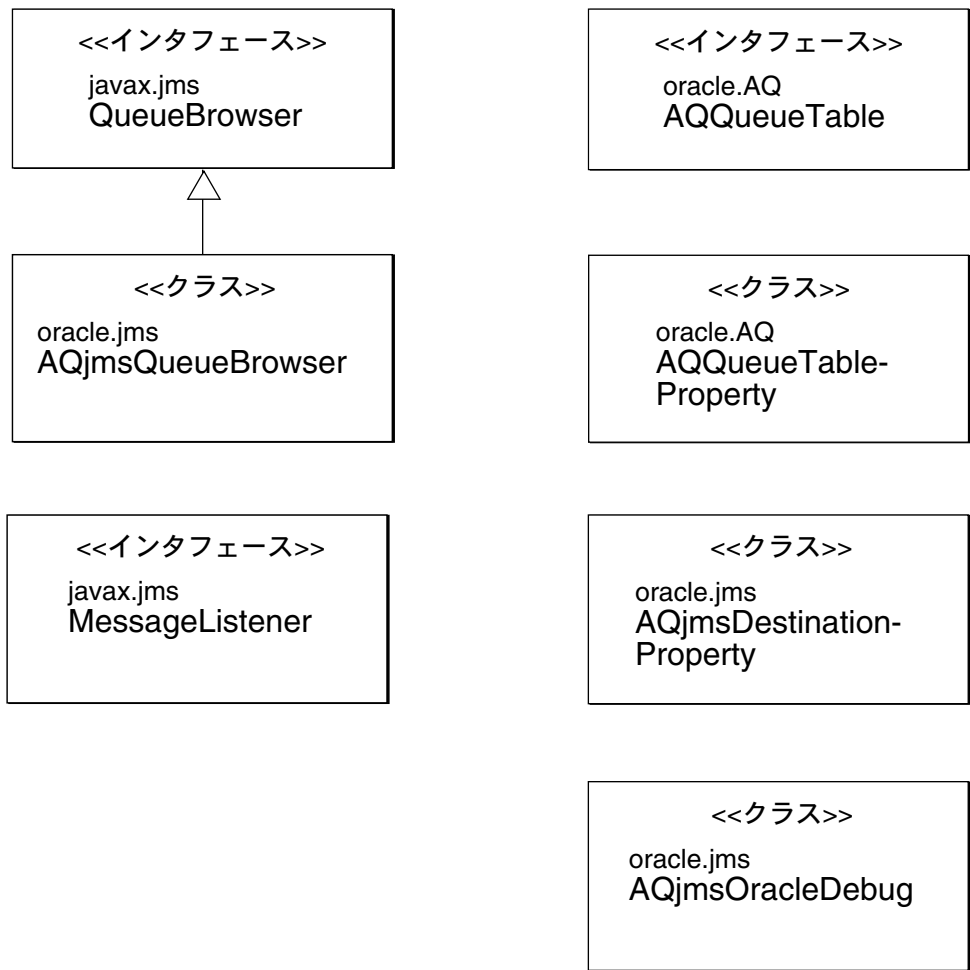 <<インタフェース>>
javax.jms
QueueBrowser
<<インタフェース>>
oracle.AQ
AQQueueTable
<<クラス>>
oracle.jms
AQjmsQueueBrowser
<<クラス>>
oracle.AQ
AQQueueTable-
Property
<<インタフェース>>
javax.jms
MessageListener
<<クラス>>
oracle.jms
AQjmsDestination-
Property
<<クラス>>
oracle.jms
AQjmsOracleDebug